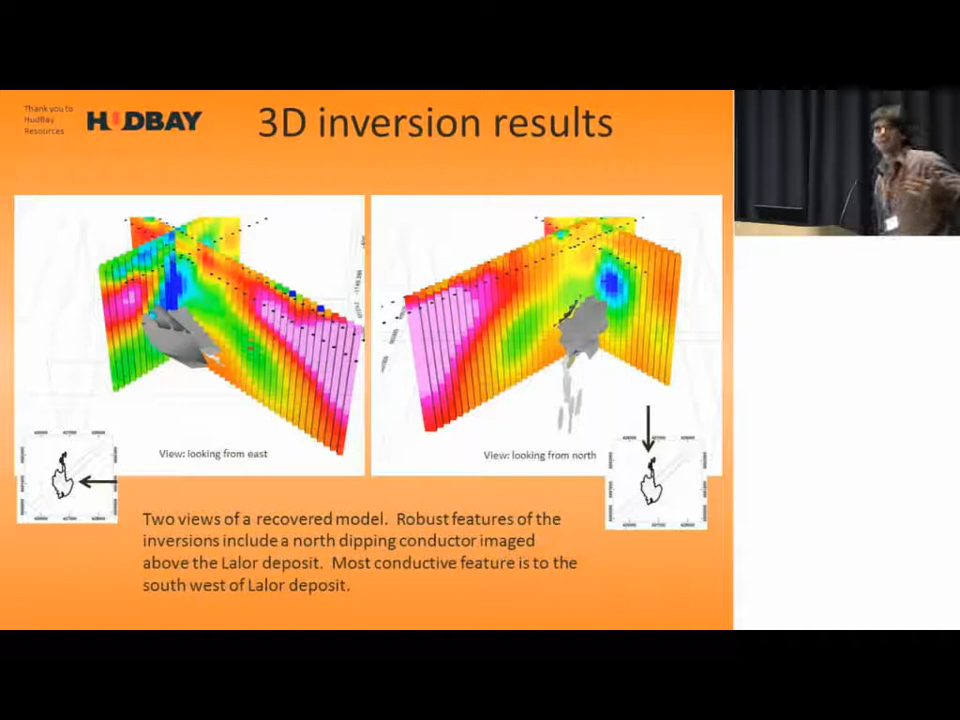 Thank you to
HudBay
Resources
HUDBAY
3D inversion results
View: looking from east
View: looking from north
Two views of a recovered model. Robust features of the
inversions include a north dipping conductor imaged
above the Lalor deposit. Most conductive feature is to the
south west of Lalor deposit.